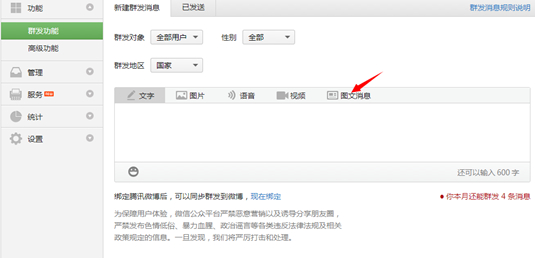 功能
新建群发消息 已发送 群发消息规则说明
群发功能
高级功能
群发对象 全部用户 性别 全部
管理
群发地区 国家
服务
统计
文字 图片 语音 视频 图文消息
设置
还可以输入 600 字
绑定腾讯微博后，可以同步群发到微博，现在绑定 你本月还能群发 4 条消息
为保障用户体验，微信公众平台严禁恶意营销以及诱导分享朋友圈，
严禁发布色情低俗、暴力血腥、政治谣言等各类违反法律法规及相关
政策规定的信息。一旦发现，我们将严厉打击和处理。